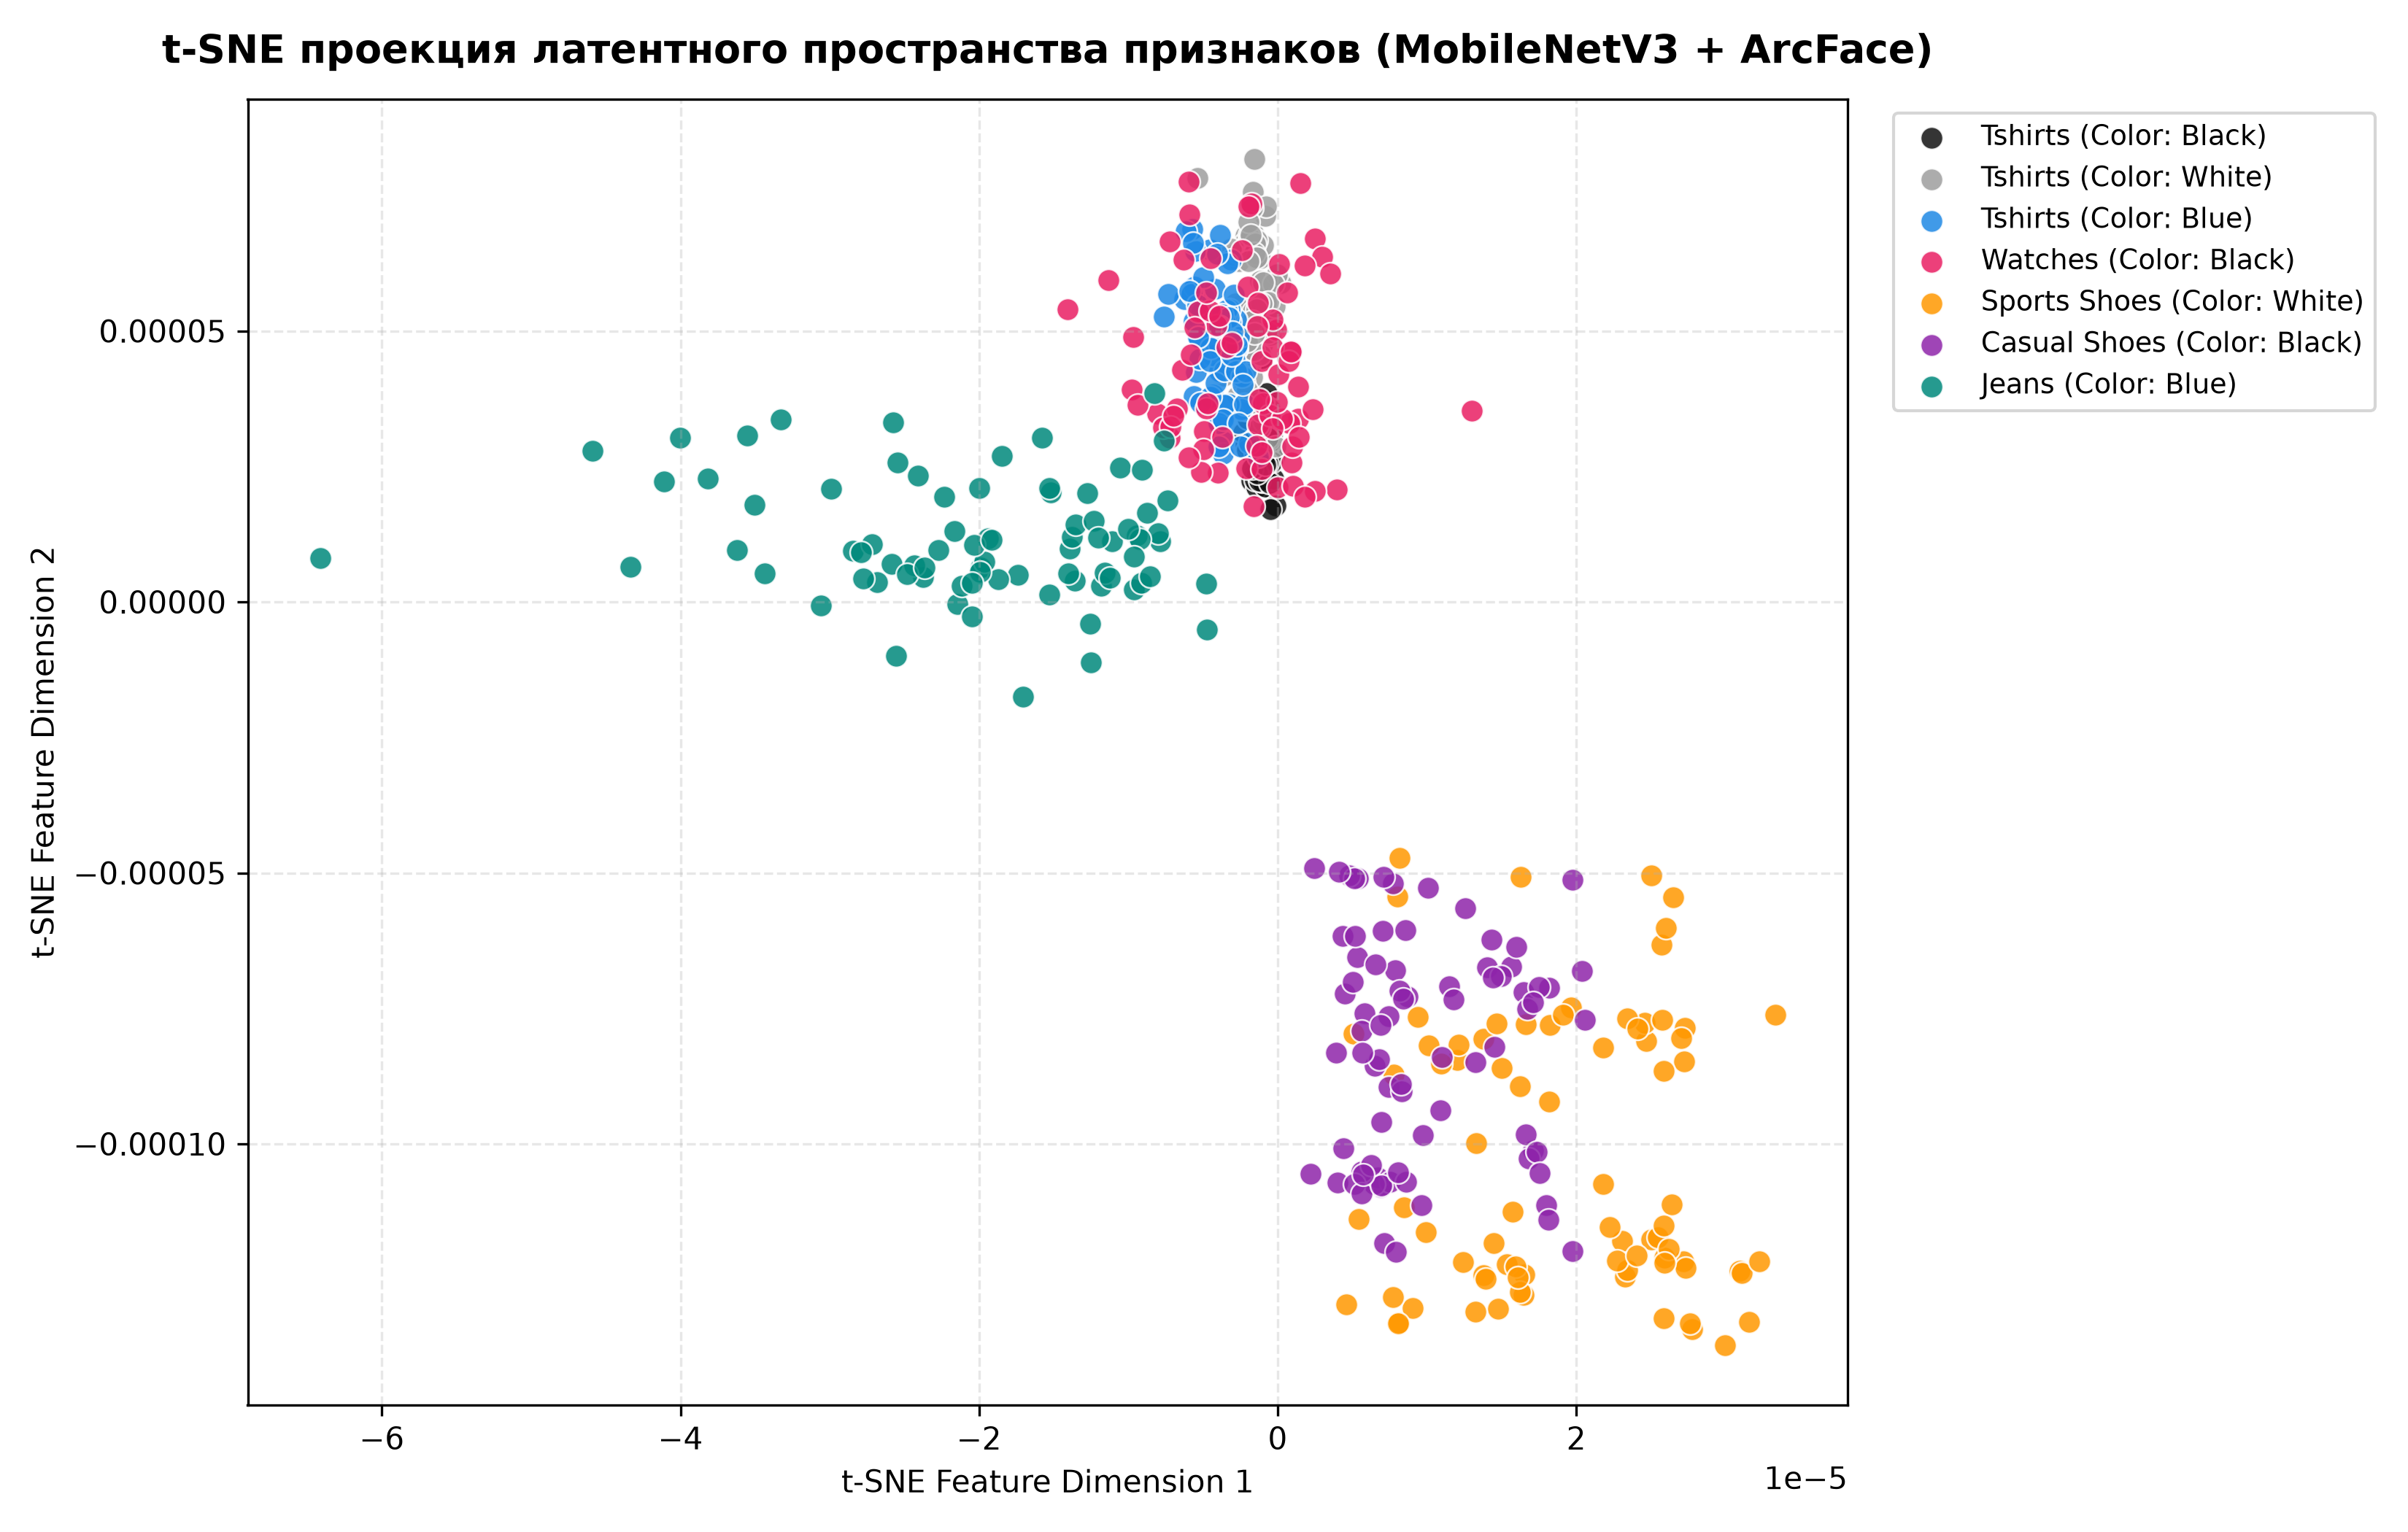 t-SNE проекция латентного пространства признаков (MobileNetV3 + ArcFace)
Tshirts (Color: Black)
Tshirts (Color: White)
Tshirts (Color: Blue)
Watches (Color: Black)
Sports Shoes (Color: White)
Casual Shoes (Color: Black)
Jeans (Color: Blue)
t-SNE Feature Dimension 2
0.00005
0.00000
−0.00005
−0.00010
−6
−4
−2
0
2
1e−5
t-SNE Feature Dimension 1